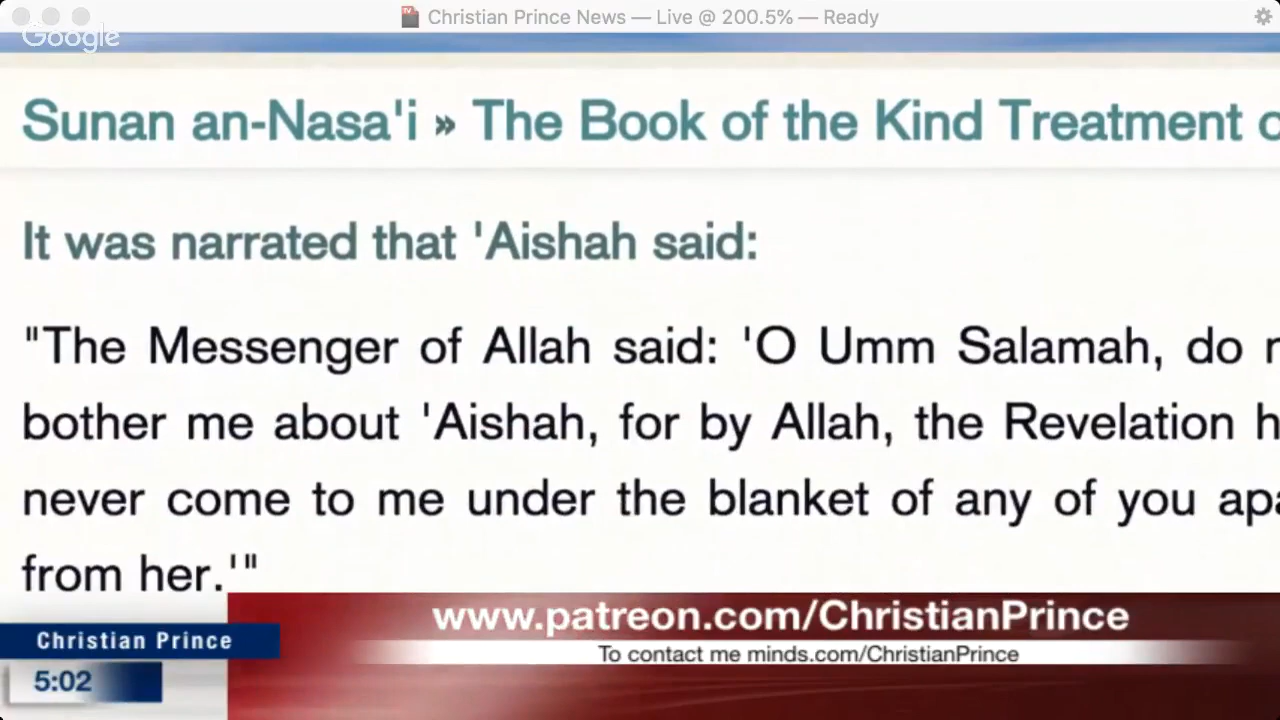 Christian Prince News — Live @ 200.5% — Ready
Google
Sunan an-Nasa'i » The Book of the Kind Treatment
It was narrated that 'Aishah said:
"The Messenger of Allah said: 'O Umm Salamah, do
bother me about 'Aishah, for by Allah, the Revelation
never come to me under the blanket of any of you
from her.'"
www.patreon.com/ChristianPrince
Christian Prince
To contact me minds.com/ChristianPrince
5:02